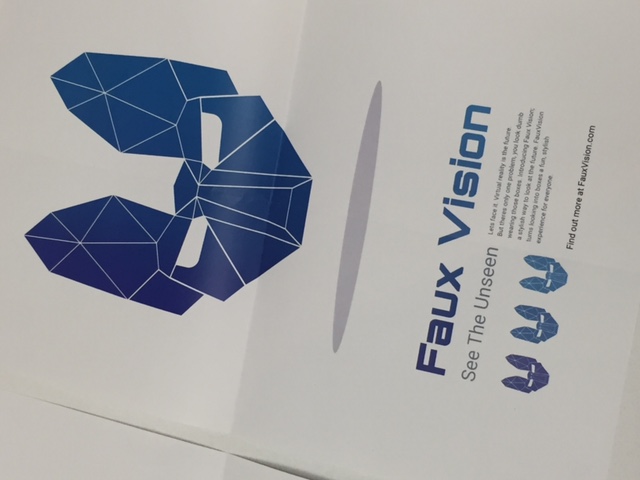 Faux Vision
See The Unseen
Lets face it. Virtual reality is the future.
But theres only one problem, you look dumb
wearing those boxes. Introducing Faux Vision;
a stylish way to look at the future. FauxVision
turns looking into boxes a fun, stylish
experience for everyone.
Find out more at FauxVision.com